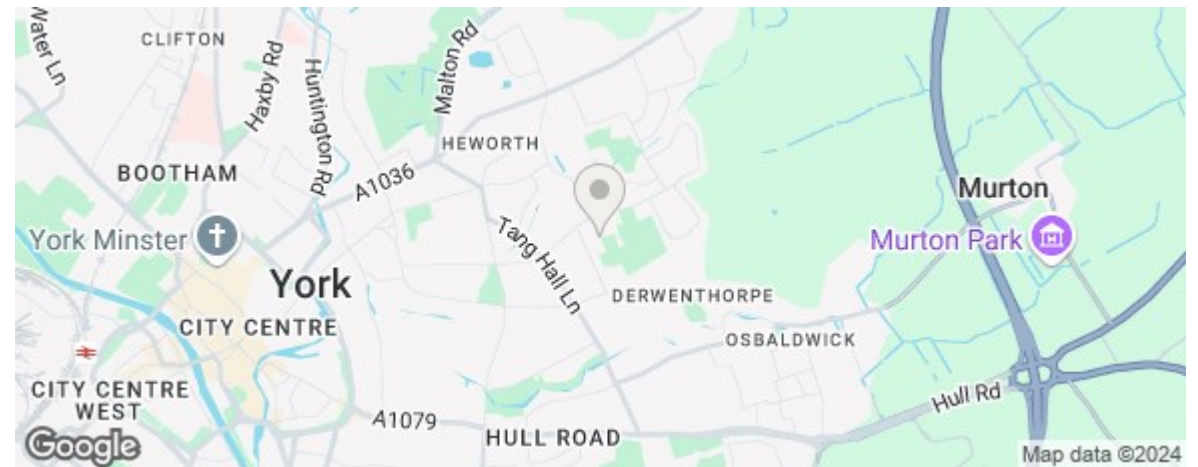 Water Ln
CLIFTON
Haxby Rd
Huntington Rd
Malton Rd
HEWORTH
BOOTHAM
A1036
Murton
York Minster
Tang Hall Ln
Murton Park
York
DERWENTHORPE
CITY CENTRE
OSBALDWICK
CITY CENTRE
WEST
A1079
HULL ROAD
Hull Rd
Google
Map data ©2024